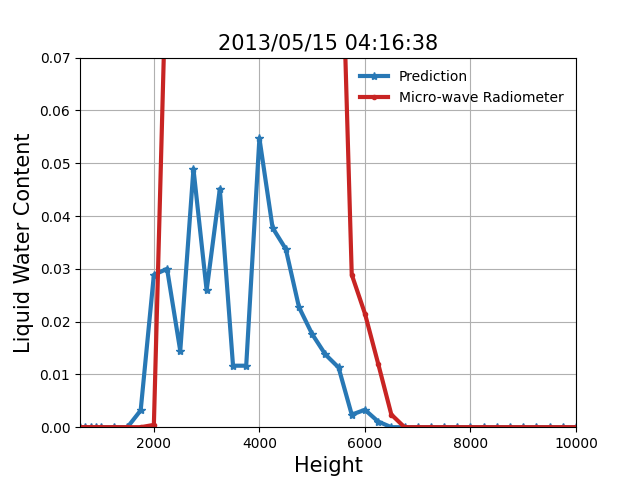 2013/05/15 04:16:38
Prediction
Micro-wave Radiometer
Liquid Water Content
0.07
0.06
0.05
0.04
0.03
0.02
0.01
0.00
2000 4000 6000 8000 10000
Height